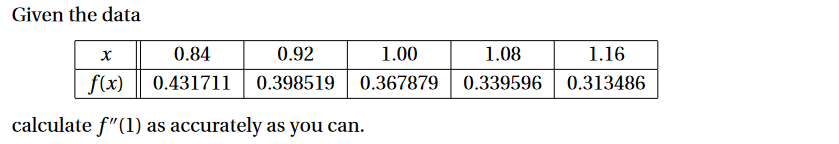 Given the data
x 0.84 0.92 1.00 1.08 1.16
f(x) 0.431711 0.398519 0.367879 0.339596 0.313486
calculate f″(1) as accurately as you can.